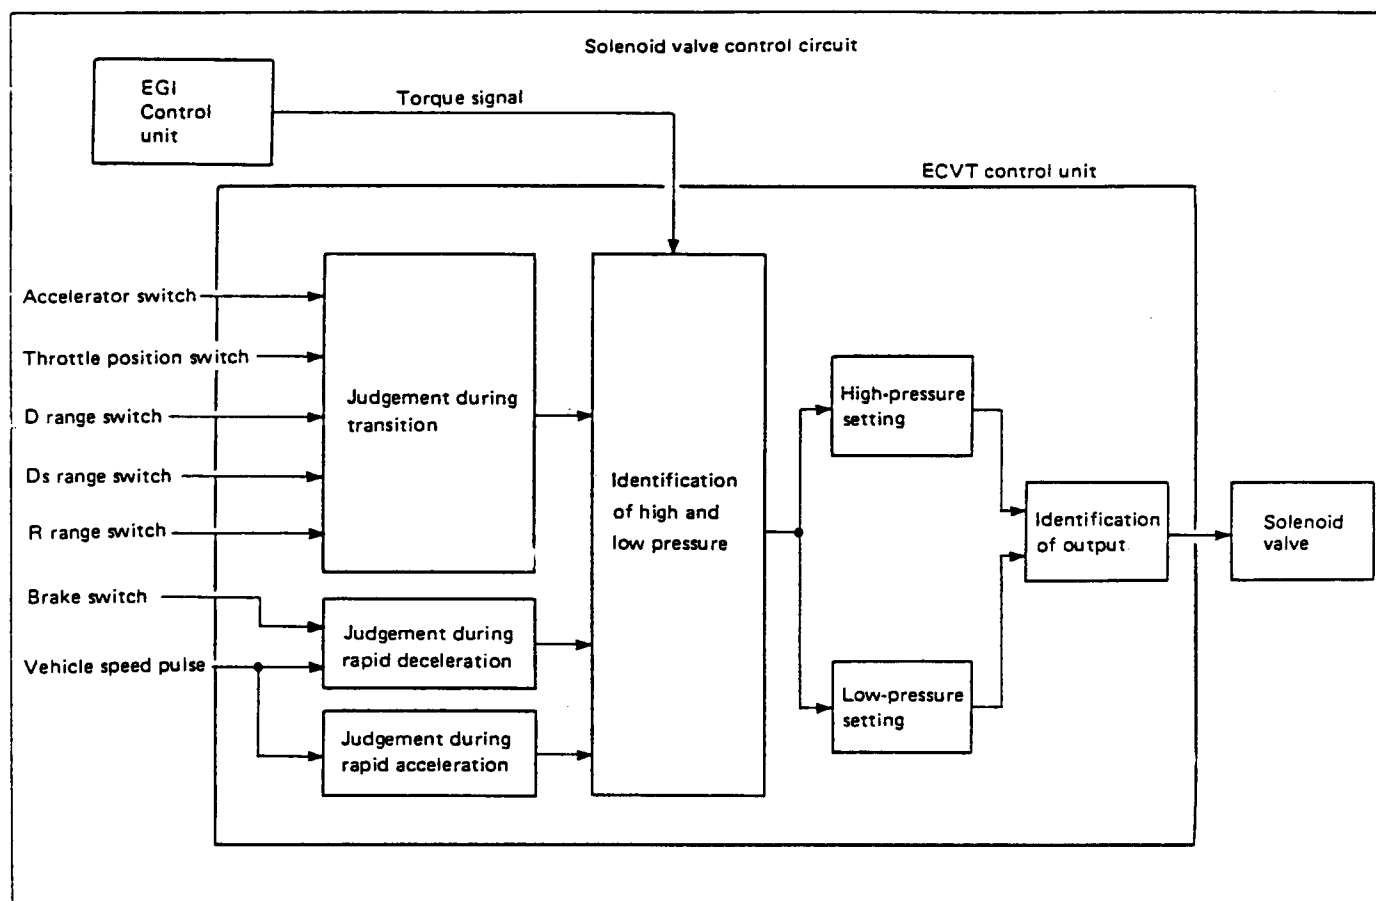 Solenoid valve control circuit
EGI
Control
unit
Torque signal
ECVT control unit
Accelerator switch
Throttle position switch
D range switch
Ds range switch
R range switch
Brake switch
Vehicle speed pulse
Judgement during
transition
Judgement during
rapid deceleration
Judgement during
rapid acceleration
Identification
of high and
low pressure
High-pressure
setting
Low-pressure
setting
Identification
of output
Solenoid
valve